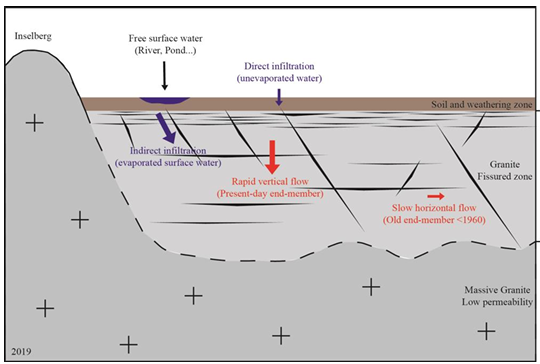 Inselberg
Free surface water
(River, Pond...)
Direct infiltration
(unevaporated water)
Soil and weathering zone
Indirect infiltration
(evaporated surface water)
Granite
Fissured zone
Rapid vertical flow
(Present-day end-member)
Slow horizontal flow
(Old end-member <1960)
Massive Granite
Low permeability
2019